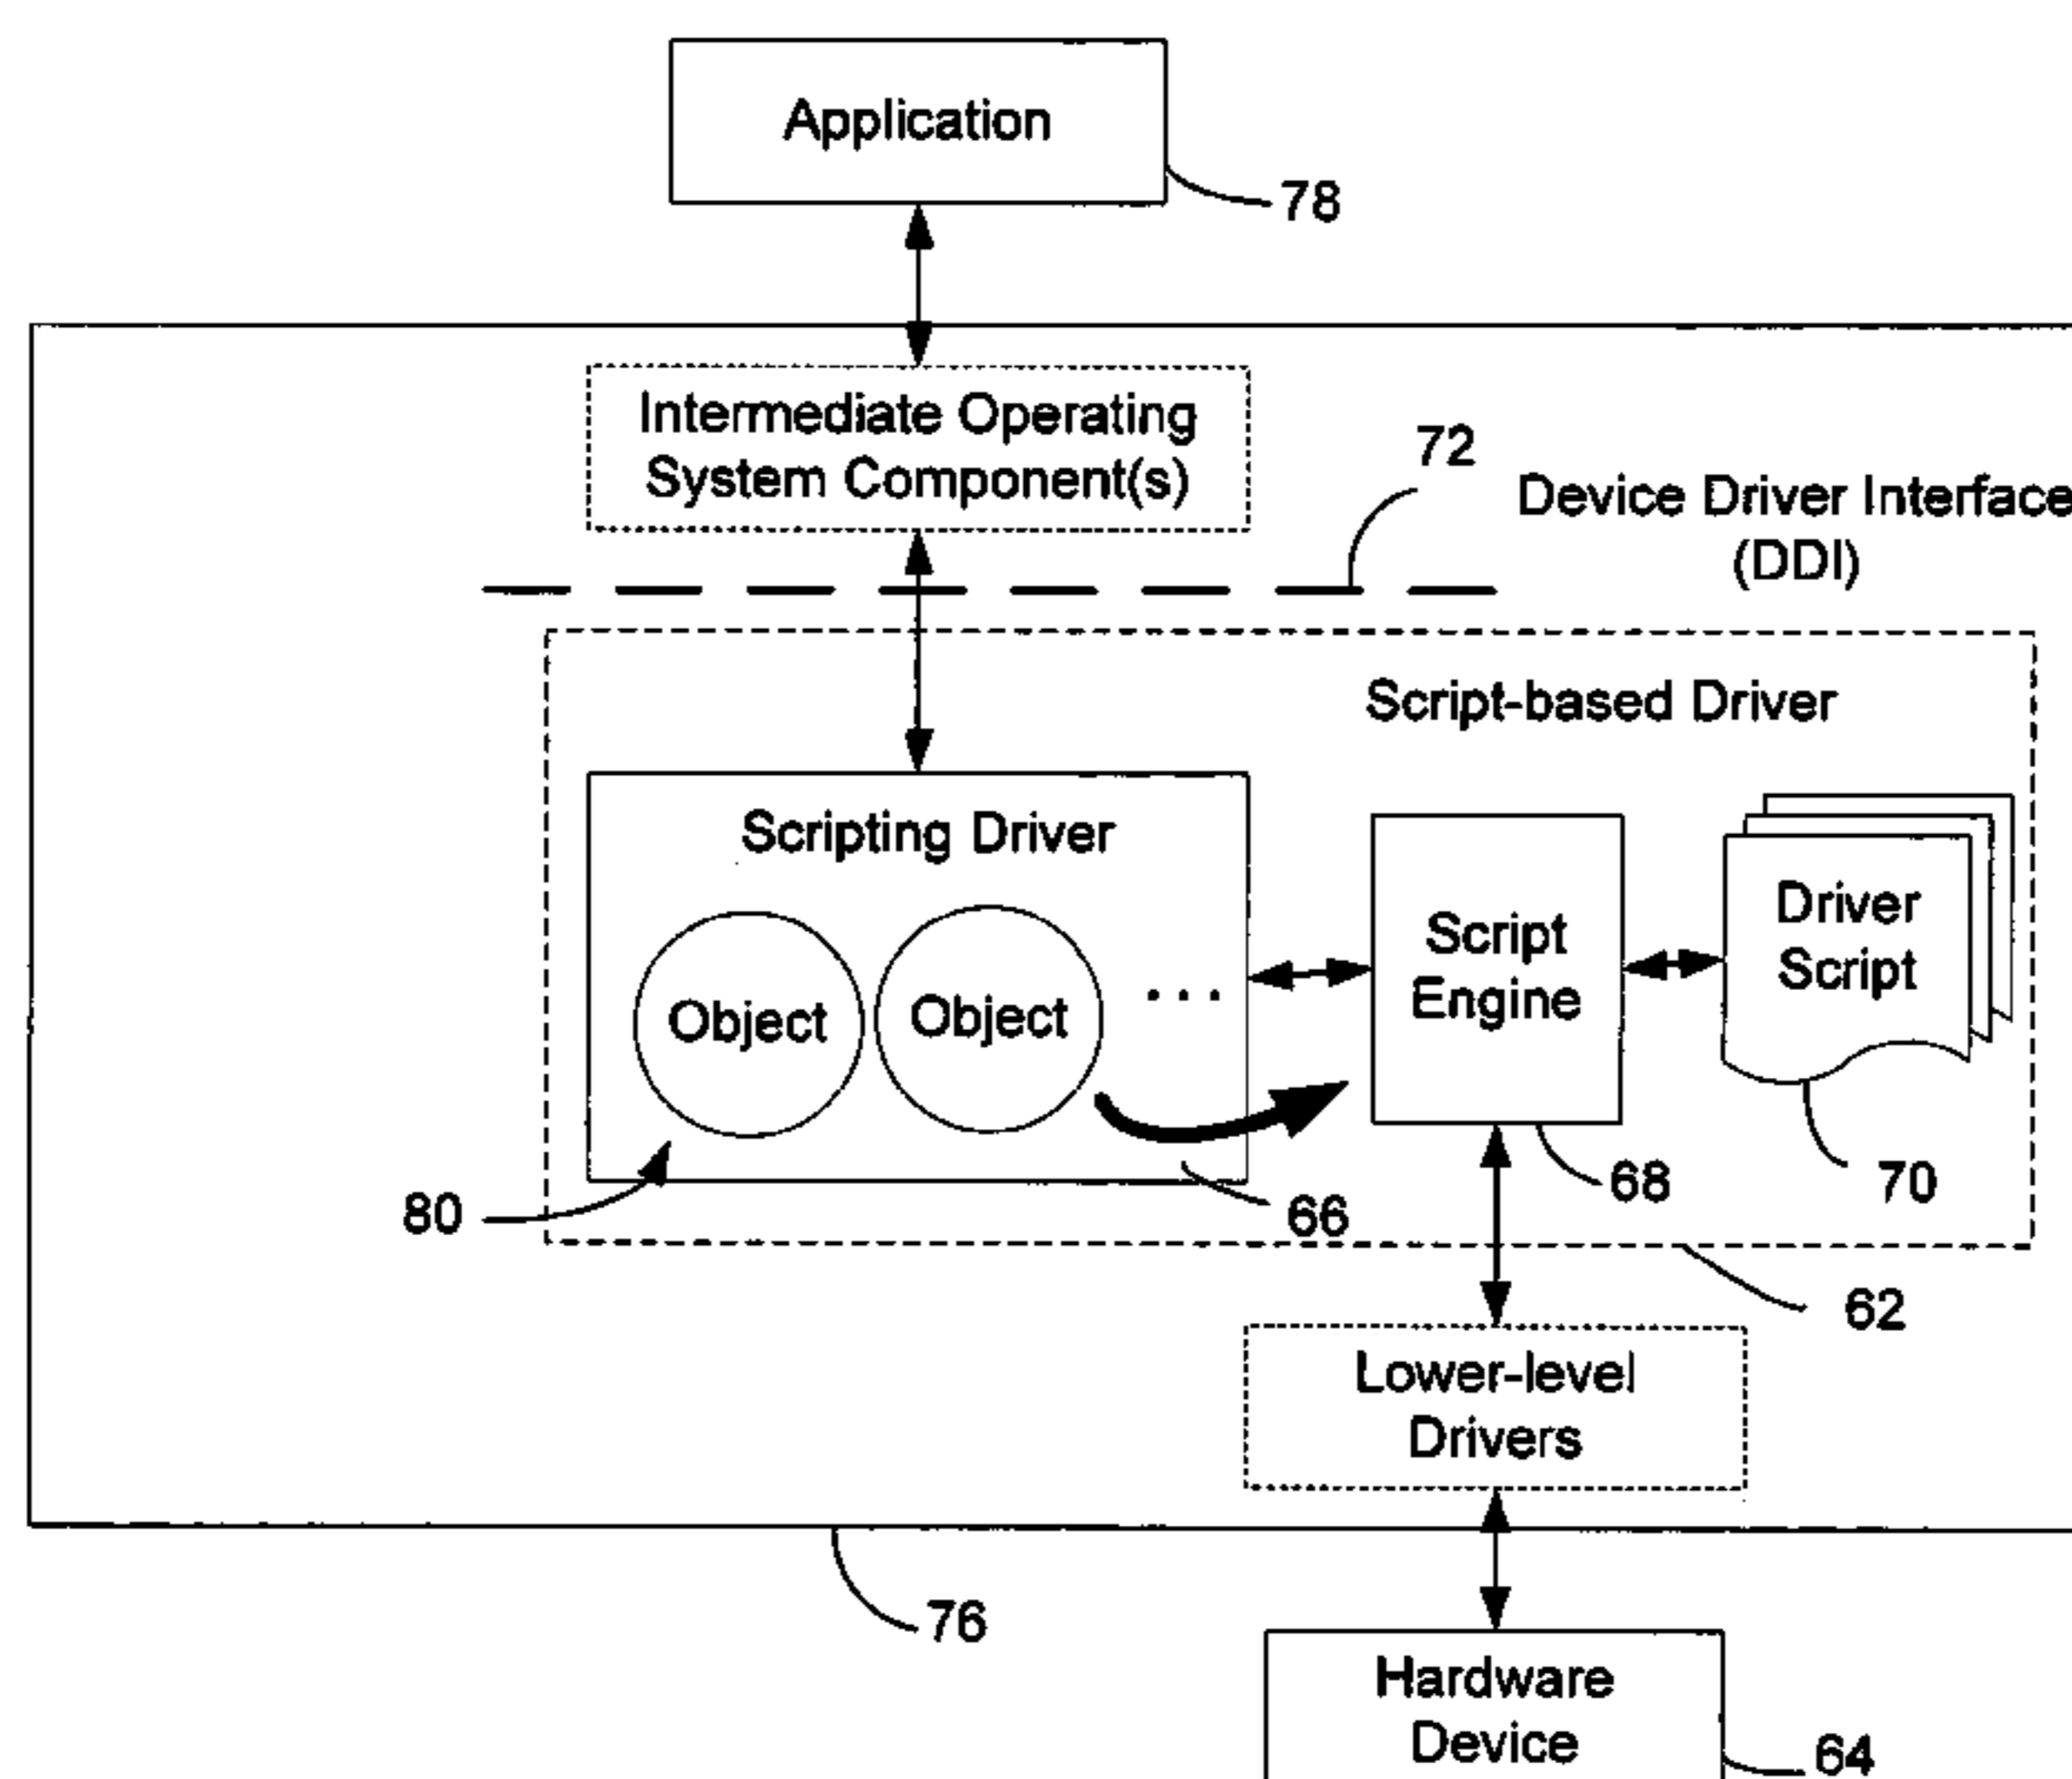 Application
78
Intermediate Operating
System Component(s)
72
Device Driver Interface
(DDI)
Script-based Driver
Scripting Driver
Object
Object
...
Script
Engine
Driver
Script
80
66
68
70
62
Lower-level
Drivers
76
Hardware
Device
64